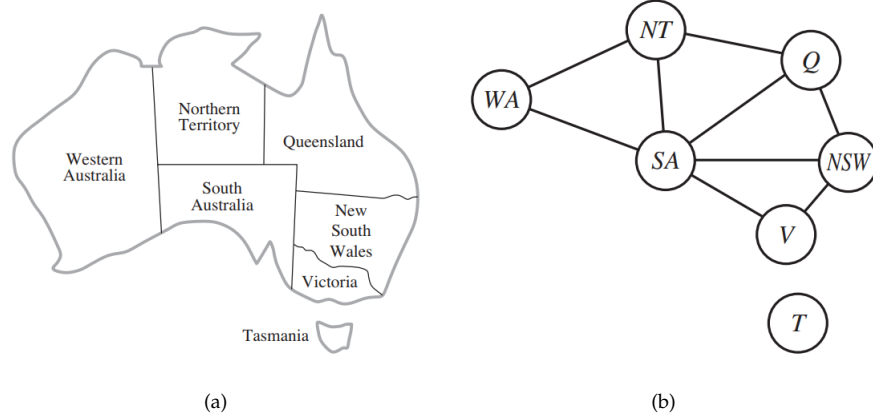 Northern
Territory
Western
Australia
Queensland
South
Australia
New
South
Wales
Victoria
Tasmania
(a)
NT
Q
WA
SA
NSW
V
T
(b)